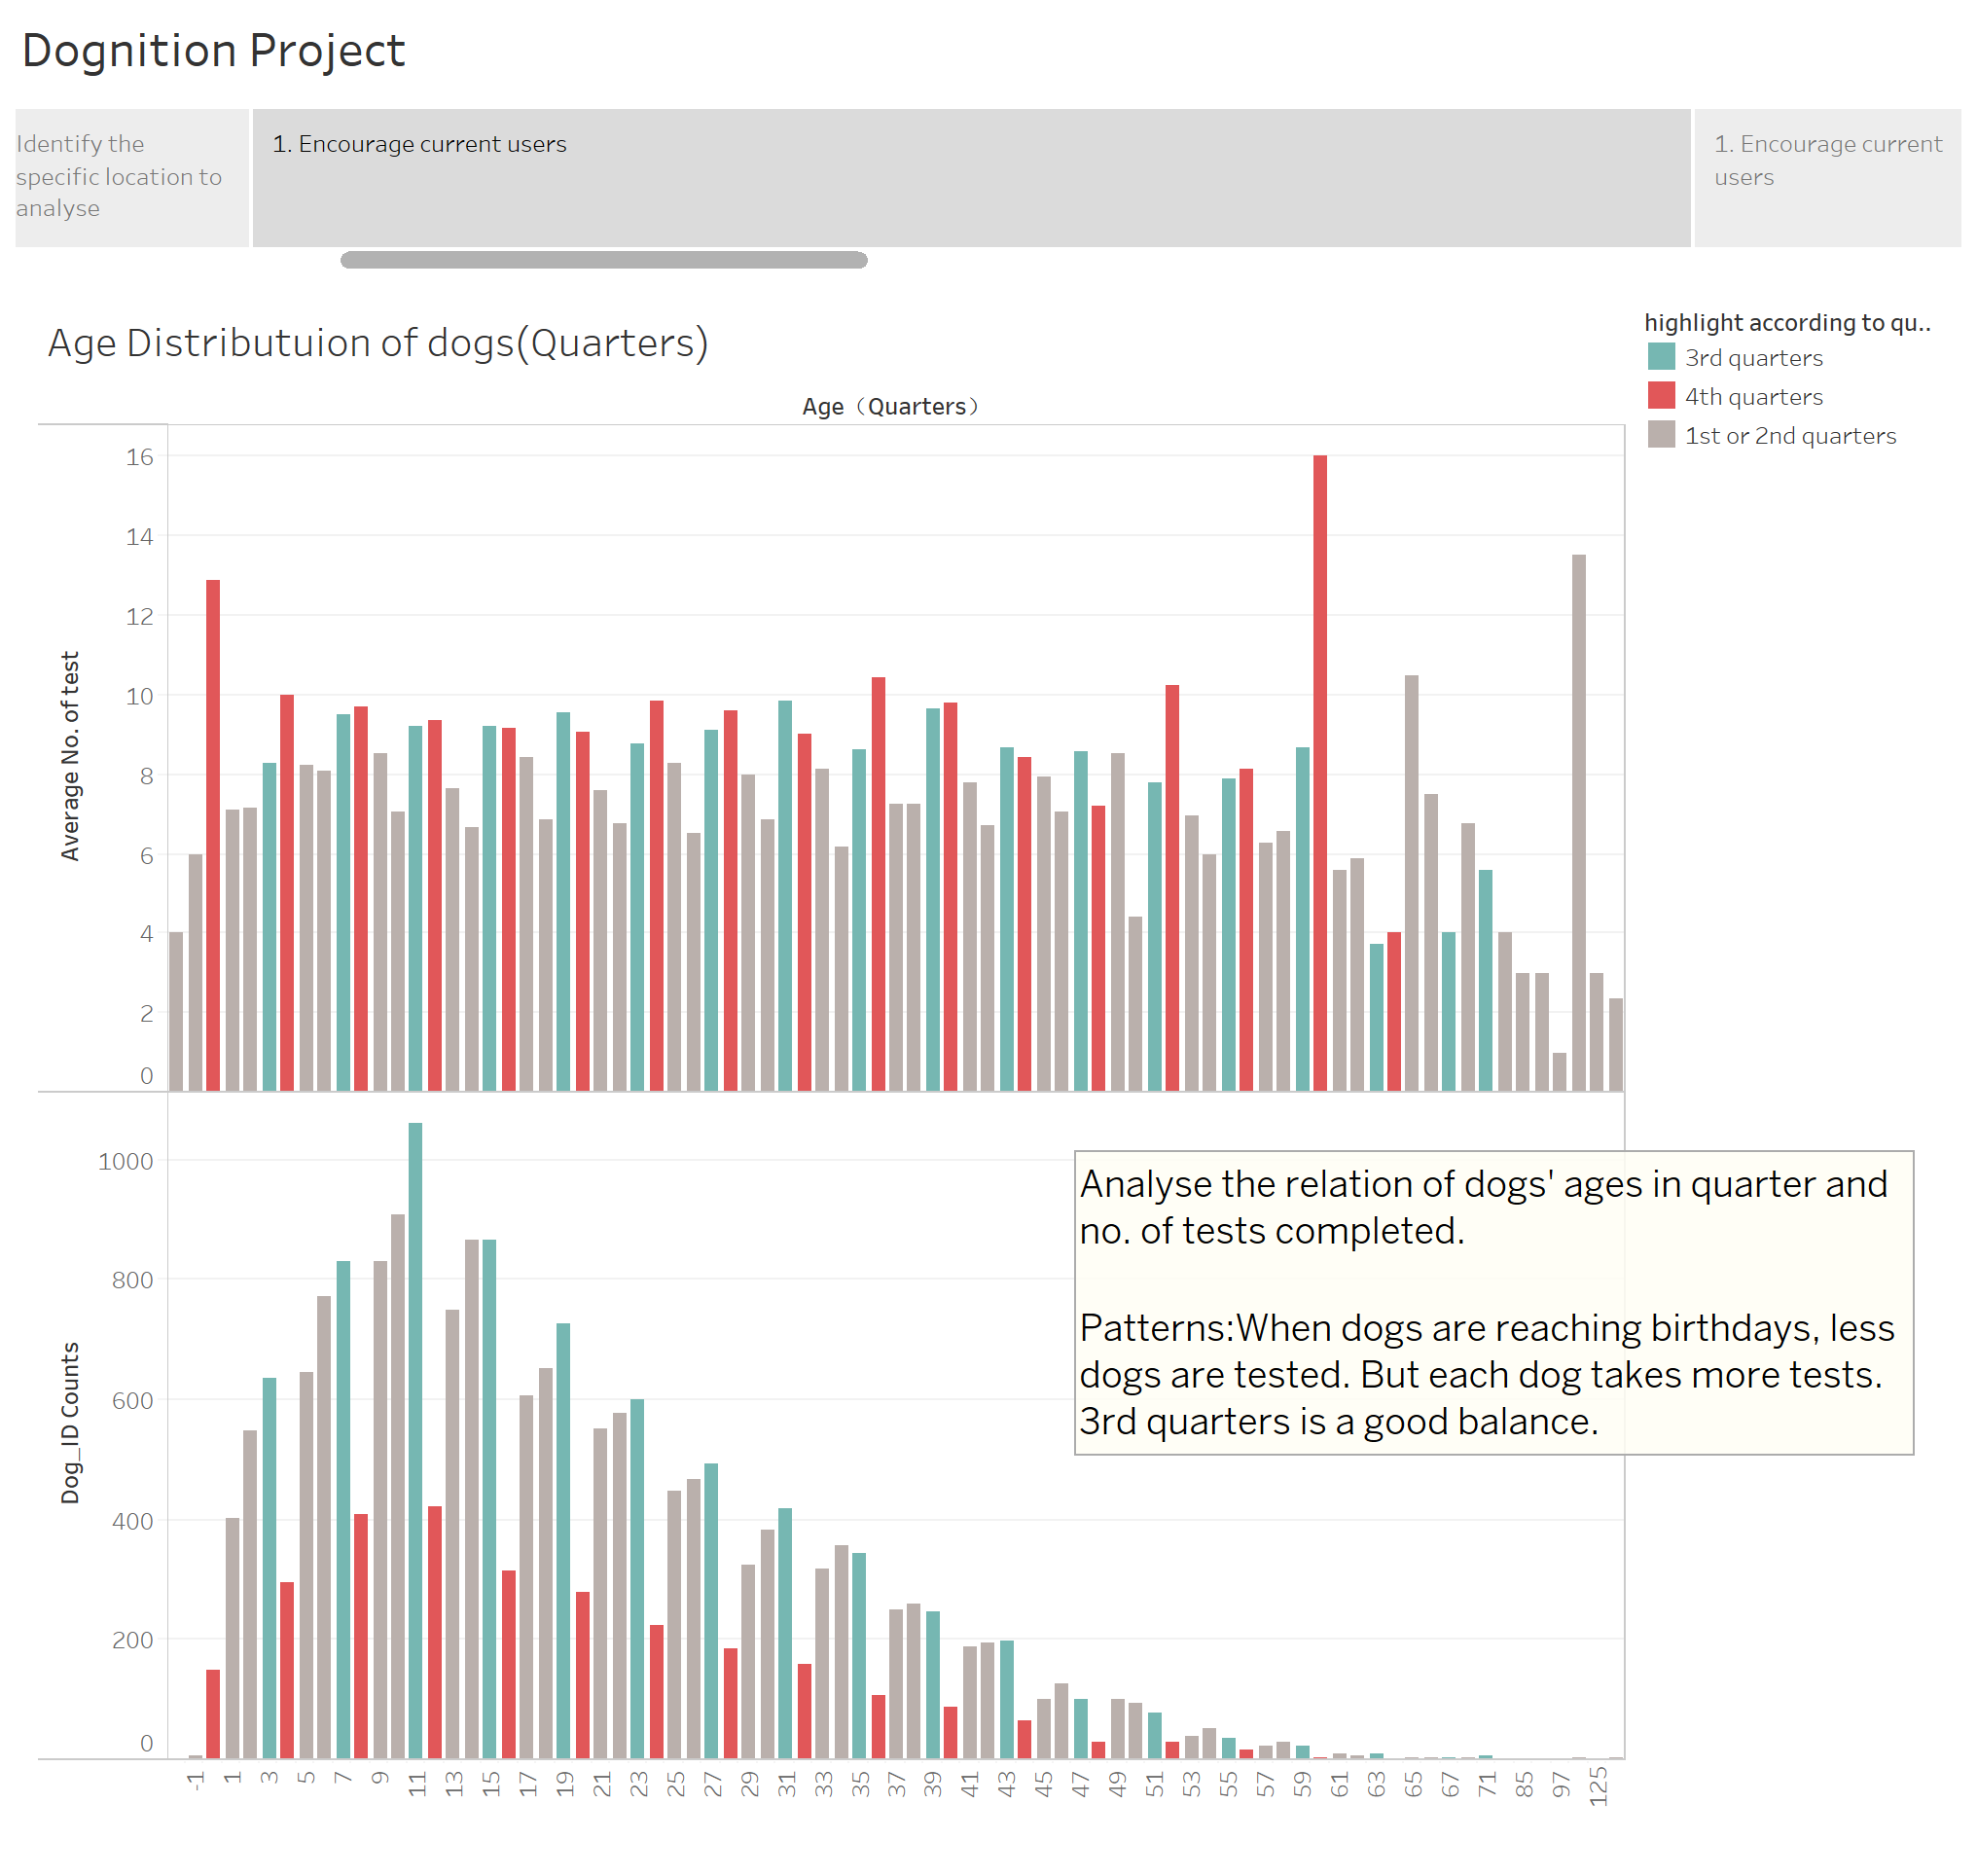 Dognition Project
Identify the
specific location to
analyse
1. Encourage current users
1. Encourage current
users
Age Distributuion of dogs(Quarters)
highlight according to qu..
3rd quarters
4th quarters
1st or 2nd quarters
Age（Quarters）
16
14
12
10
8
6
4
2
0
Average No. of test
1000
800
600
400
200
0
Dog_ID Counts
Analyse the relation of dogs' ages in quarter and
no. of tests completed.
Patterns:When dogs are reaching birthdays, less
dogs are tested. But each dog takes more tests.
3rd quarters is a good balance.
-1 1 3 5 7 9 11 13 15 17 19 21 23 25 27 29 31 33 35 37 39 41 43 45 47 49 51 53 55 57 59 61 63 65 67 71 85 97 125